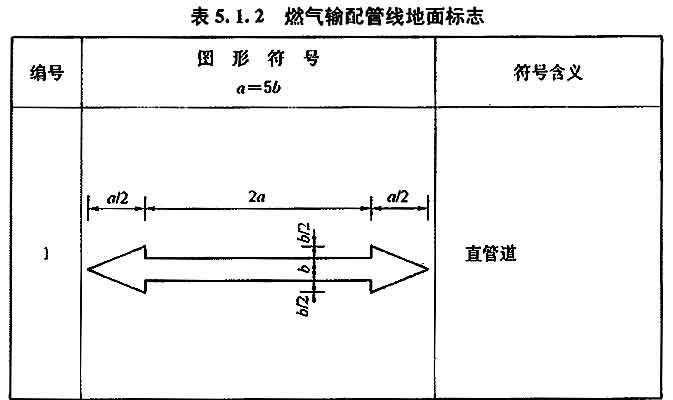 表 5.1.2 燃气输配管线地面标志
编号
图 形 符 号
a=5b
符号含义
a/2
2a
a/2
b/2
b
b/2
1
直管道